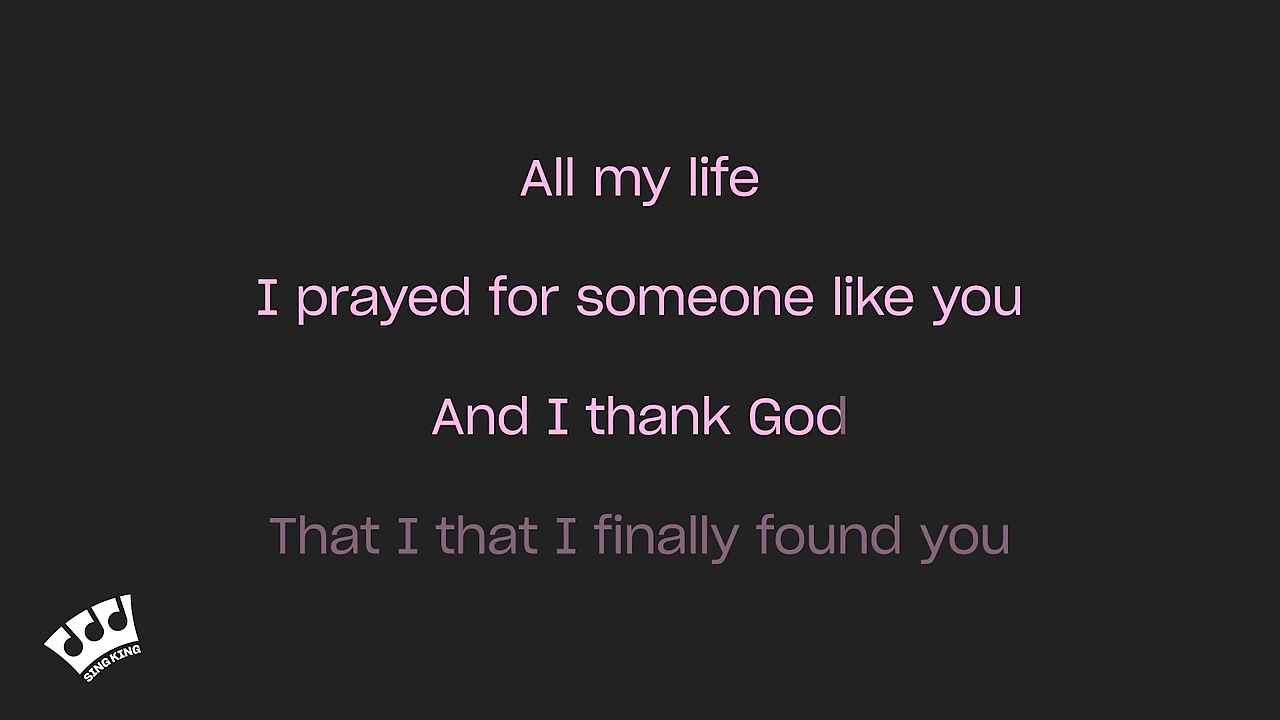 All my life
I prayed for someone like you
And I thank God
That I that I finally found you
SING KING